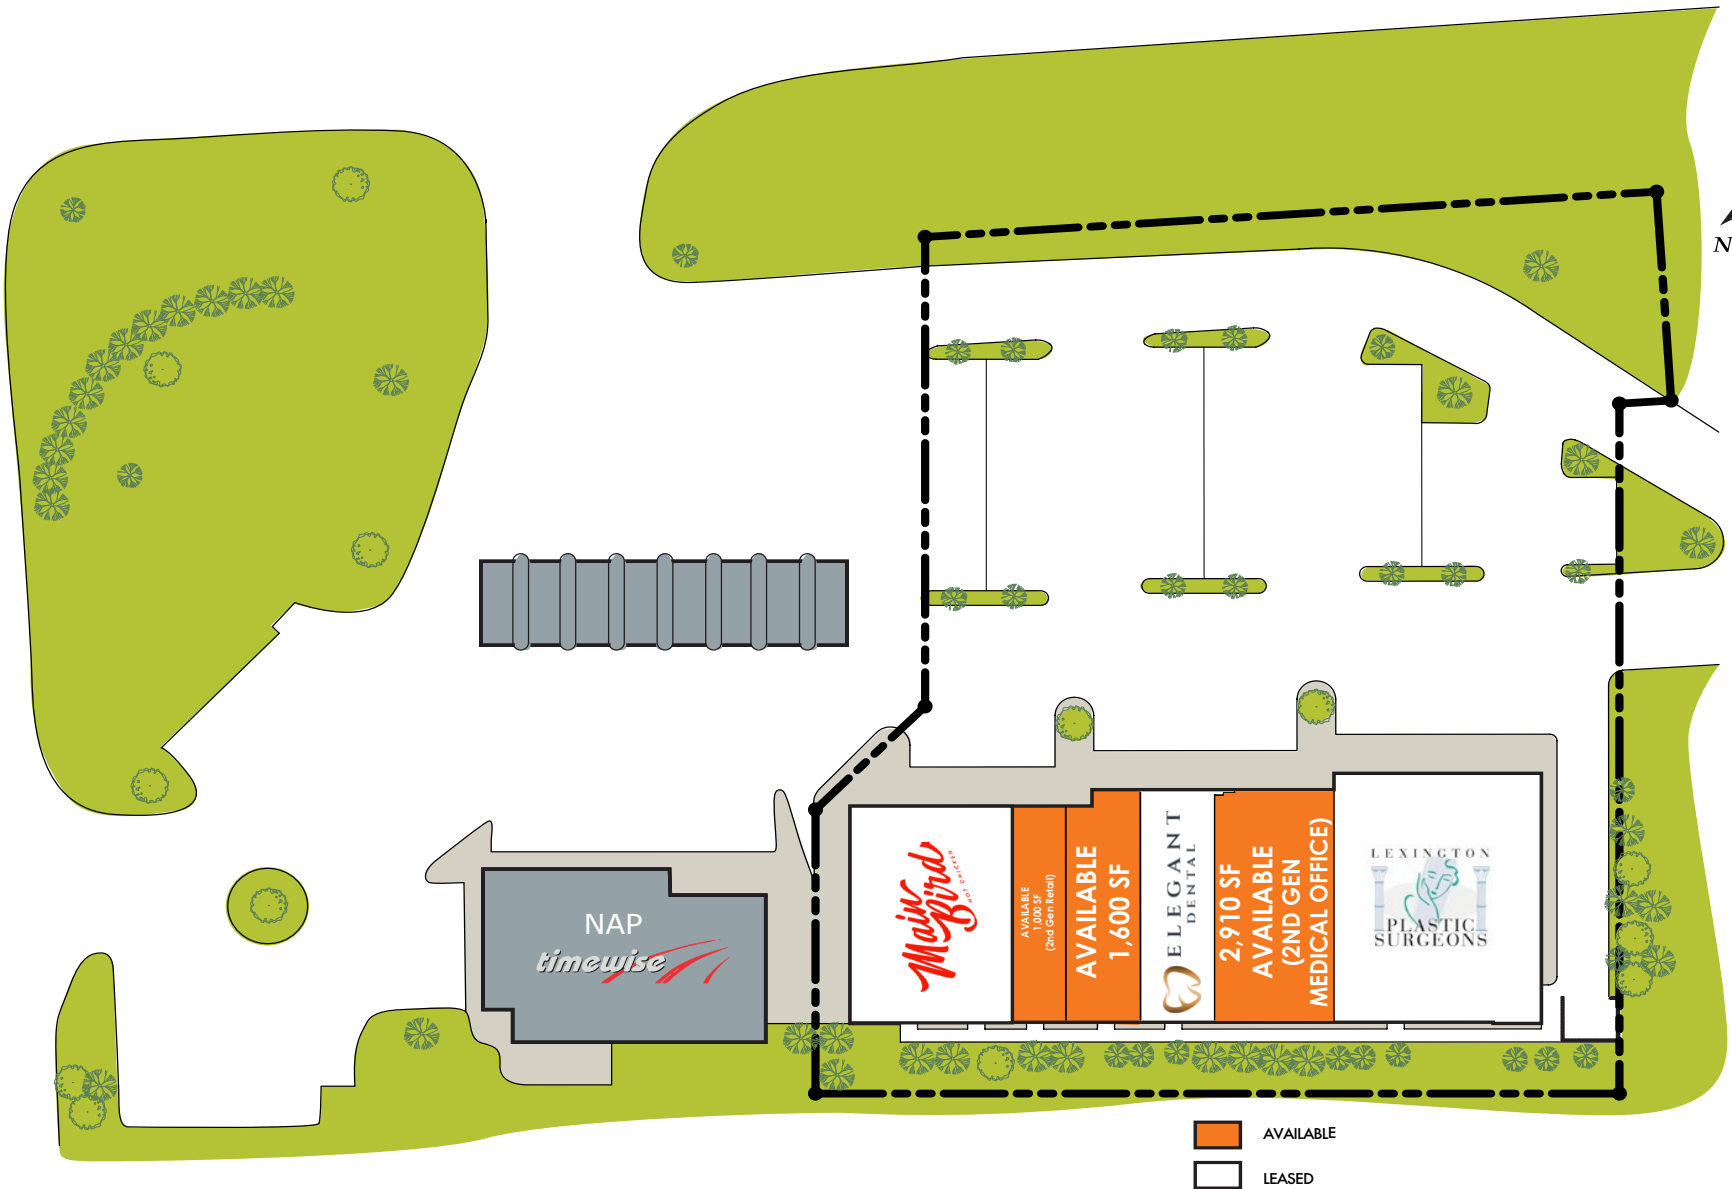 N
NAP
timewise
Main
Bird
HOT CHICKEN
AVAILABLE
1,000 SF
(2nd Gen Retail)
AVAILABLE
1,600 SF
ELEGANT
DENTAL
2,910 SF
AVAILABLE
(2ND GEN
MEDICAL OFFICE)
LEXINGTON
PLASTIC
SURGEONS
AVAILABLE
LEASED